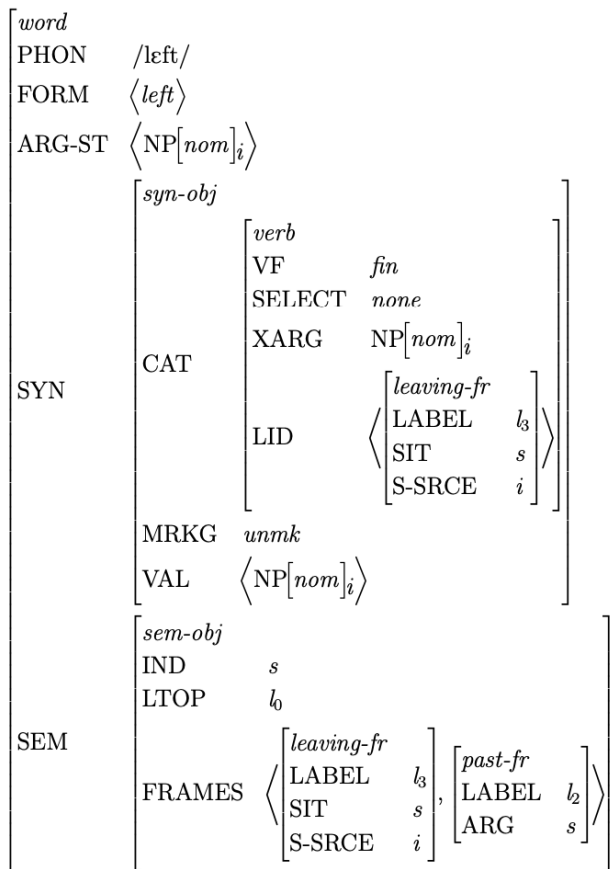 word
PHON /lɛft/
FORM ⟨left⟩
ARG-ST ⟨NP[nom]i⟩
syn-obj
verb
VF fin
SELECT none
XARG NP[nom]i
CAT
leaving-fr
LABEL l3
SYN
LID
SIT s
S-SRCE i
MRKG unmk
VAL ⟨NP[nom]i⟩
sem-obj
IND s
LTOP l0
SEM
leaving-fr
past-fr
LABEL l3
LABEL l2
FRAMES
SIT s
ARG s
S-SRCE i